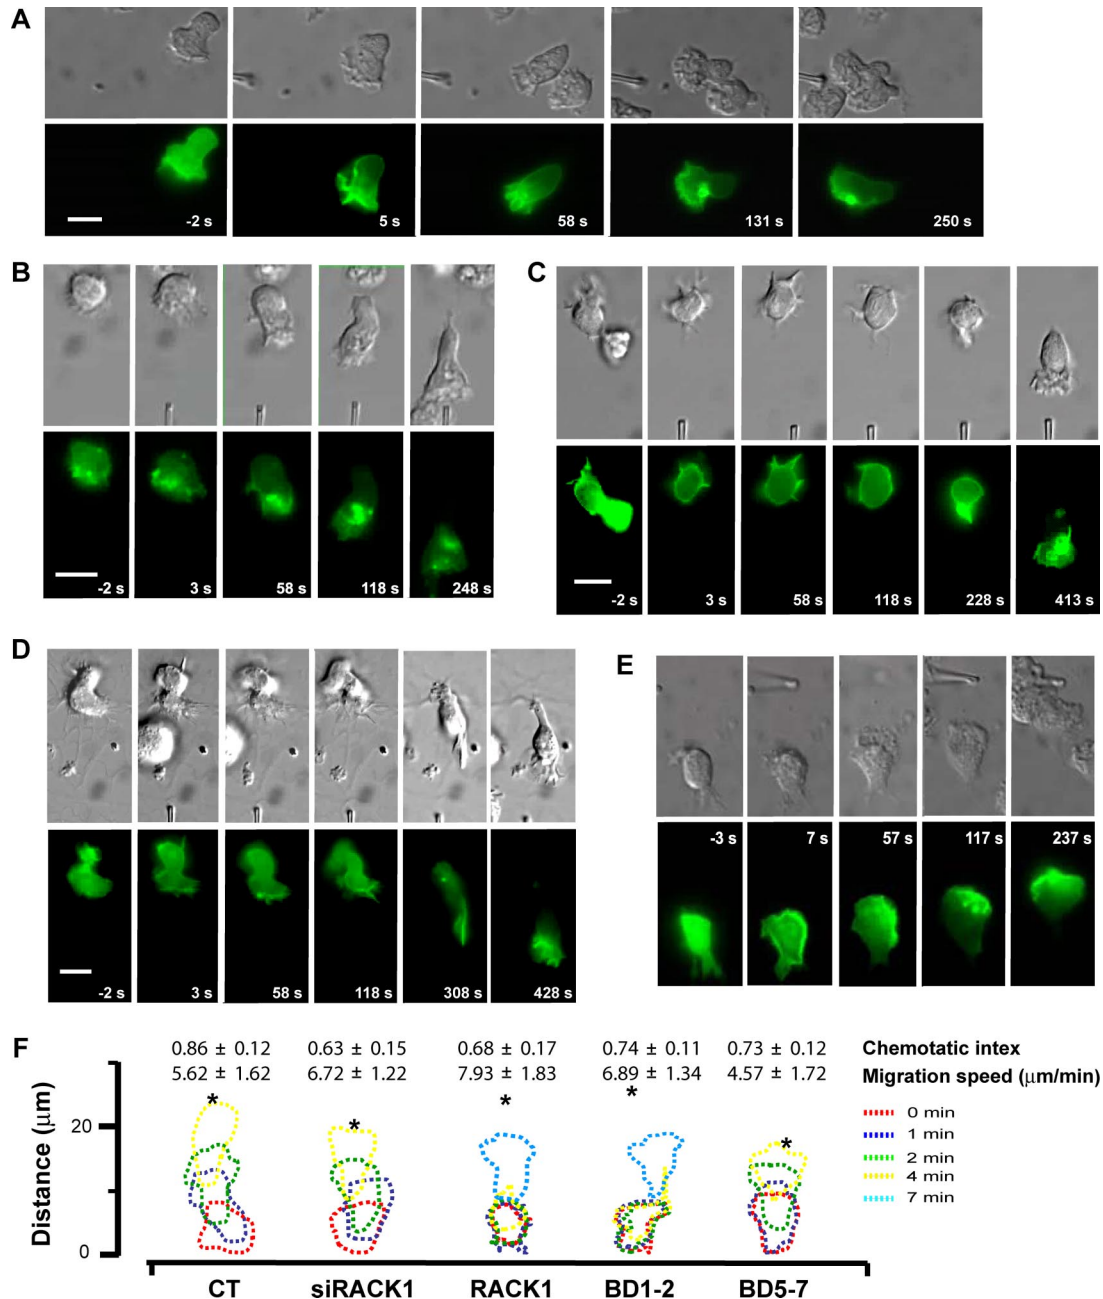 A
-2 s 5 s 58 s 131 s 250 s
B
-2 s 3 s 58 s 118 s 248 s
C
-2 s 3 s 58 s 118 s 228 s 413 s
D
-2 s 3 s 58 s 118 s 308 s 428 s
E
-3 s 7 s 57 s 117 s 237 s
F
0.86 ± 0.12 0.63 ± 0.15 0.68 ± 0.17 0.74 ± 0.11 0.73 ± 0.12 Chemotatic intex
5.62 ± 1.62 6.72 ± 1.22 7.93 ± 1.83 6.89 ± 1.34 4.57 ± 1.72 Migration speed (μm/min)
* * * * *
0 min
1 min
2 min
4 min
7 min
Distance (μm)
20
0
CT siRACK1 RACK1 BD1-2 BD5-7